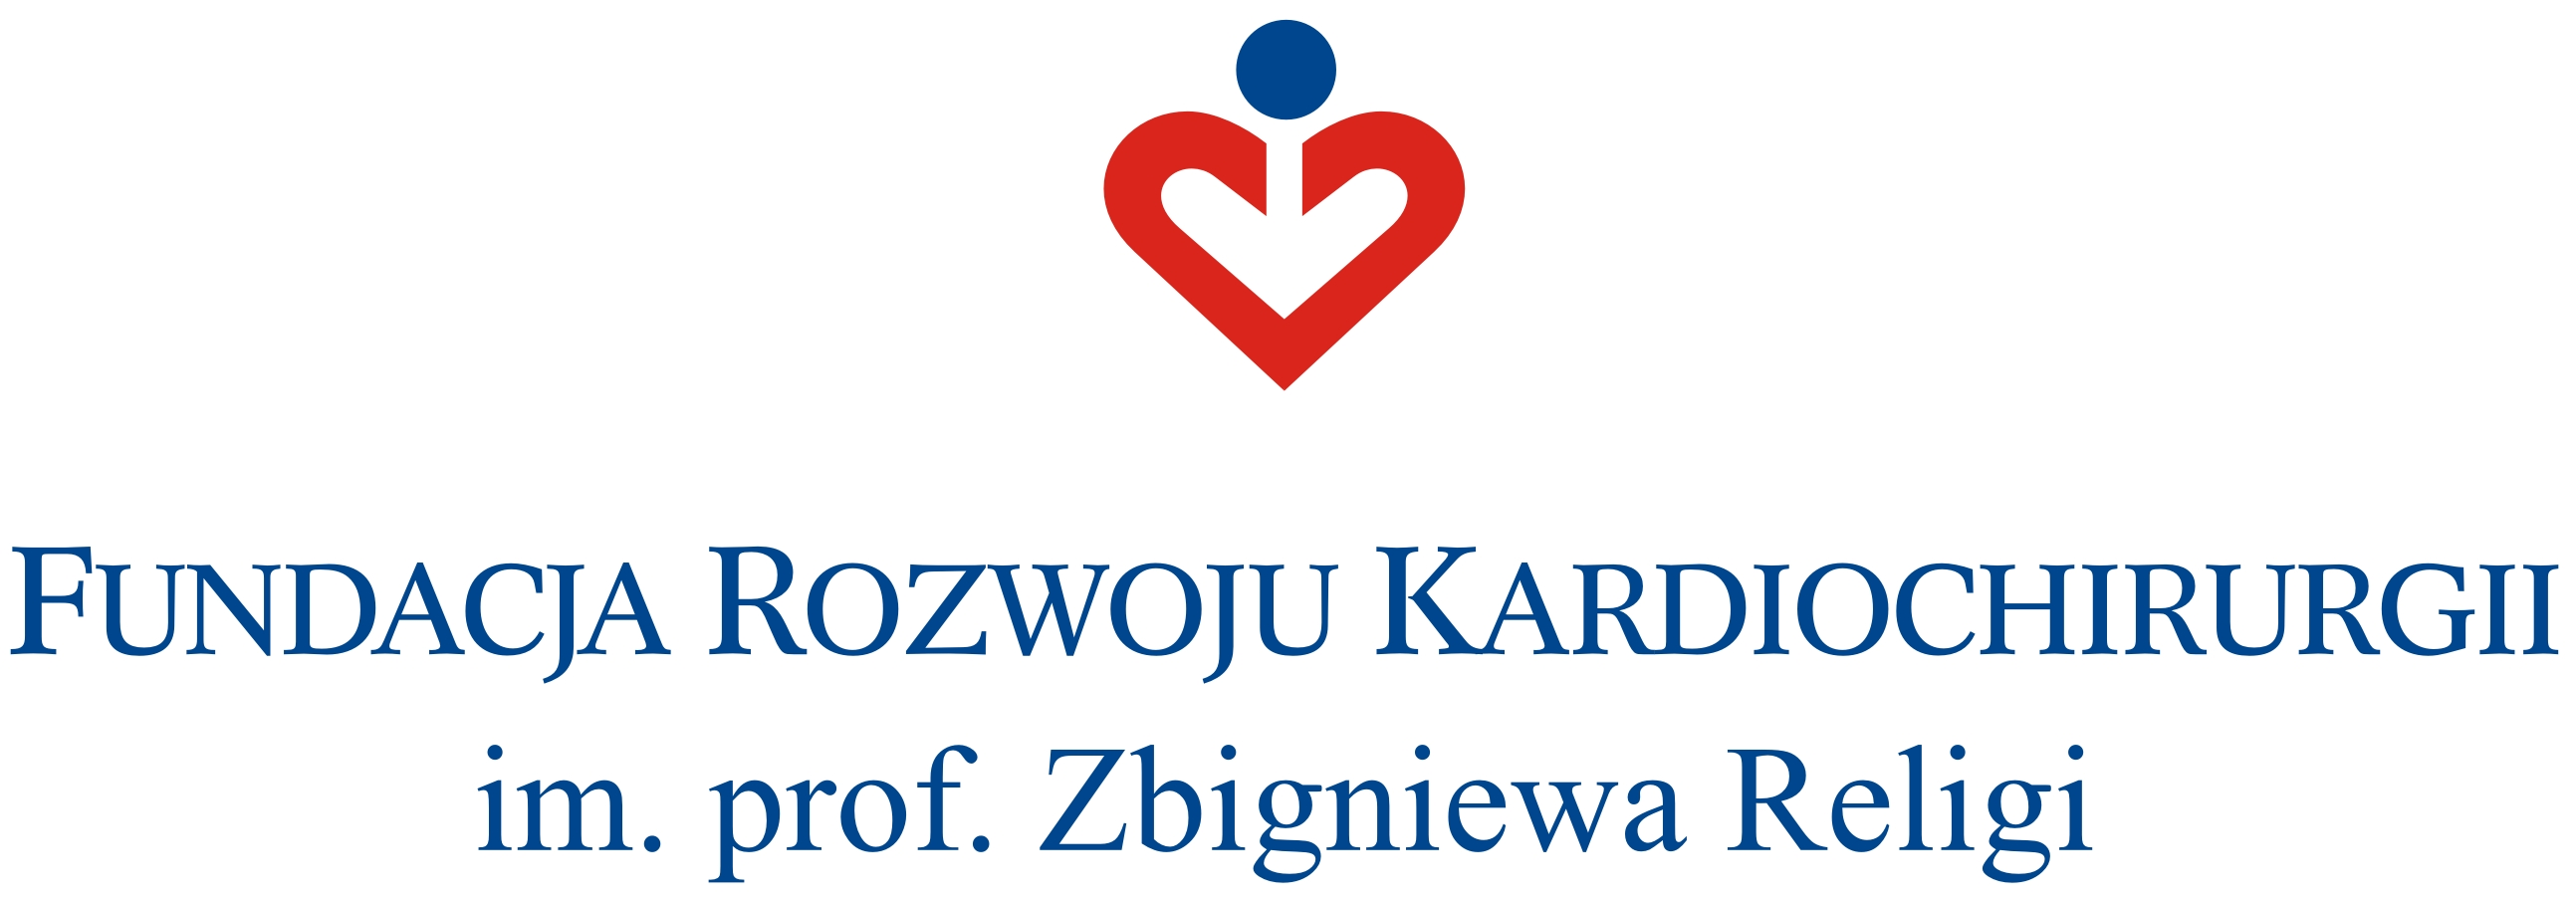 FUNDACJA ROZWOJU KARDIOCHIRURGII
im. prof. Zbigniewa Religi